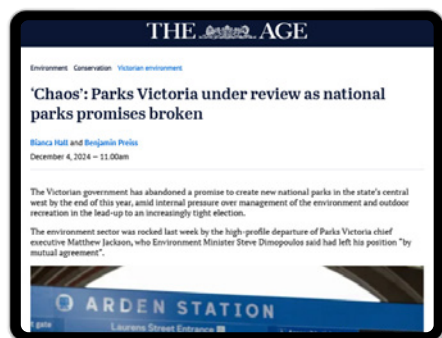 THE AGE
Environment Conservation Victorian environment
‘Chaos’: Parks Victoria under review as national
parks promises broken
Bianca Hall and Benjamin Preiss
December 4, 2024 — 11.00am
The Victorian government has abandoned a promise to create new national parks in the state's central
west by the end of this year, amid internal pressure over management of the environment and outdoor
recreation in the lead-up to an increasingly tight election.
The environment sector was rocked last week by the high-profile departure of Parks Victoria chief
executive Matthew Jackson, who Environment Minister Steve Dimopoulos said had left his position “by
mutual agreement”.
ARDEN STATION
t gate
Laurens Street Entrance